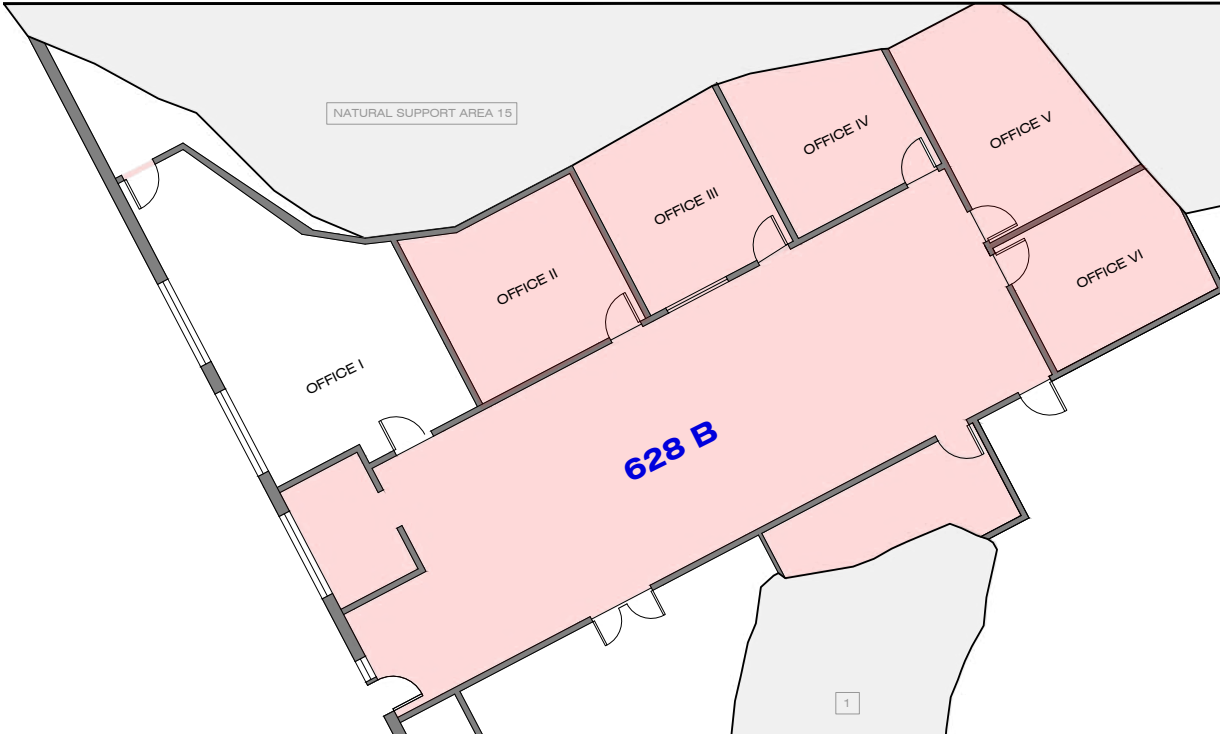 NATURAL SUPPORT AREA 15
OFFICE IV
OFFICE V
OFFICE III
OFFICE II
OFFICE VI
OFFICE I
628 B
1